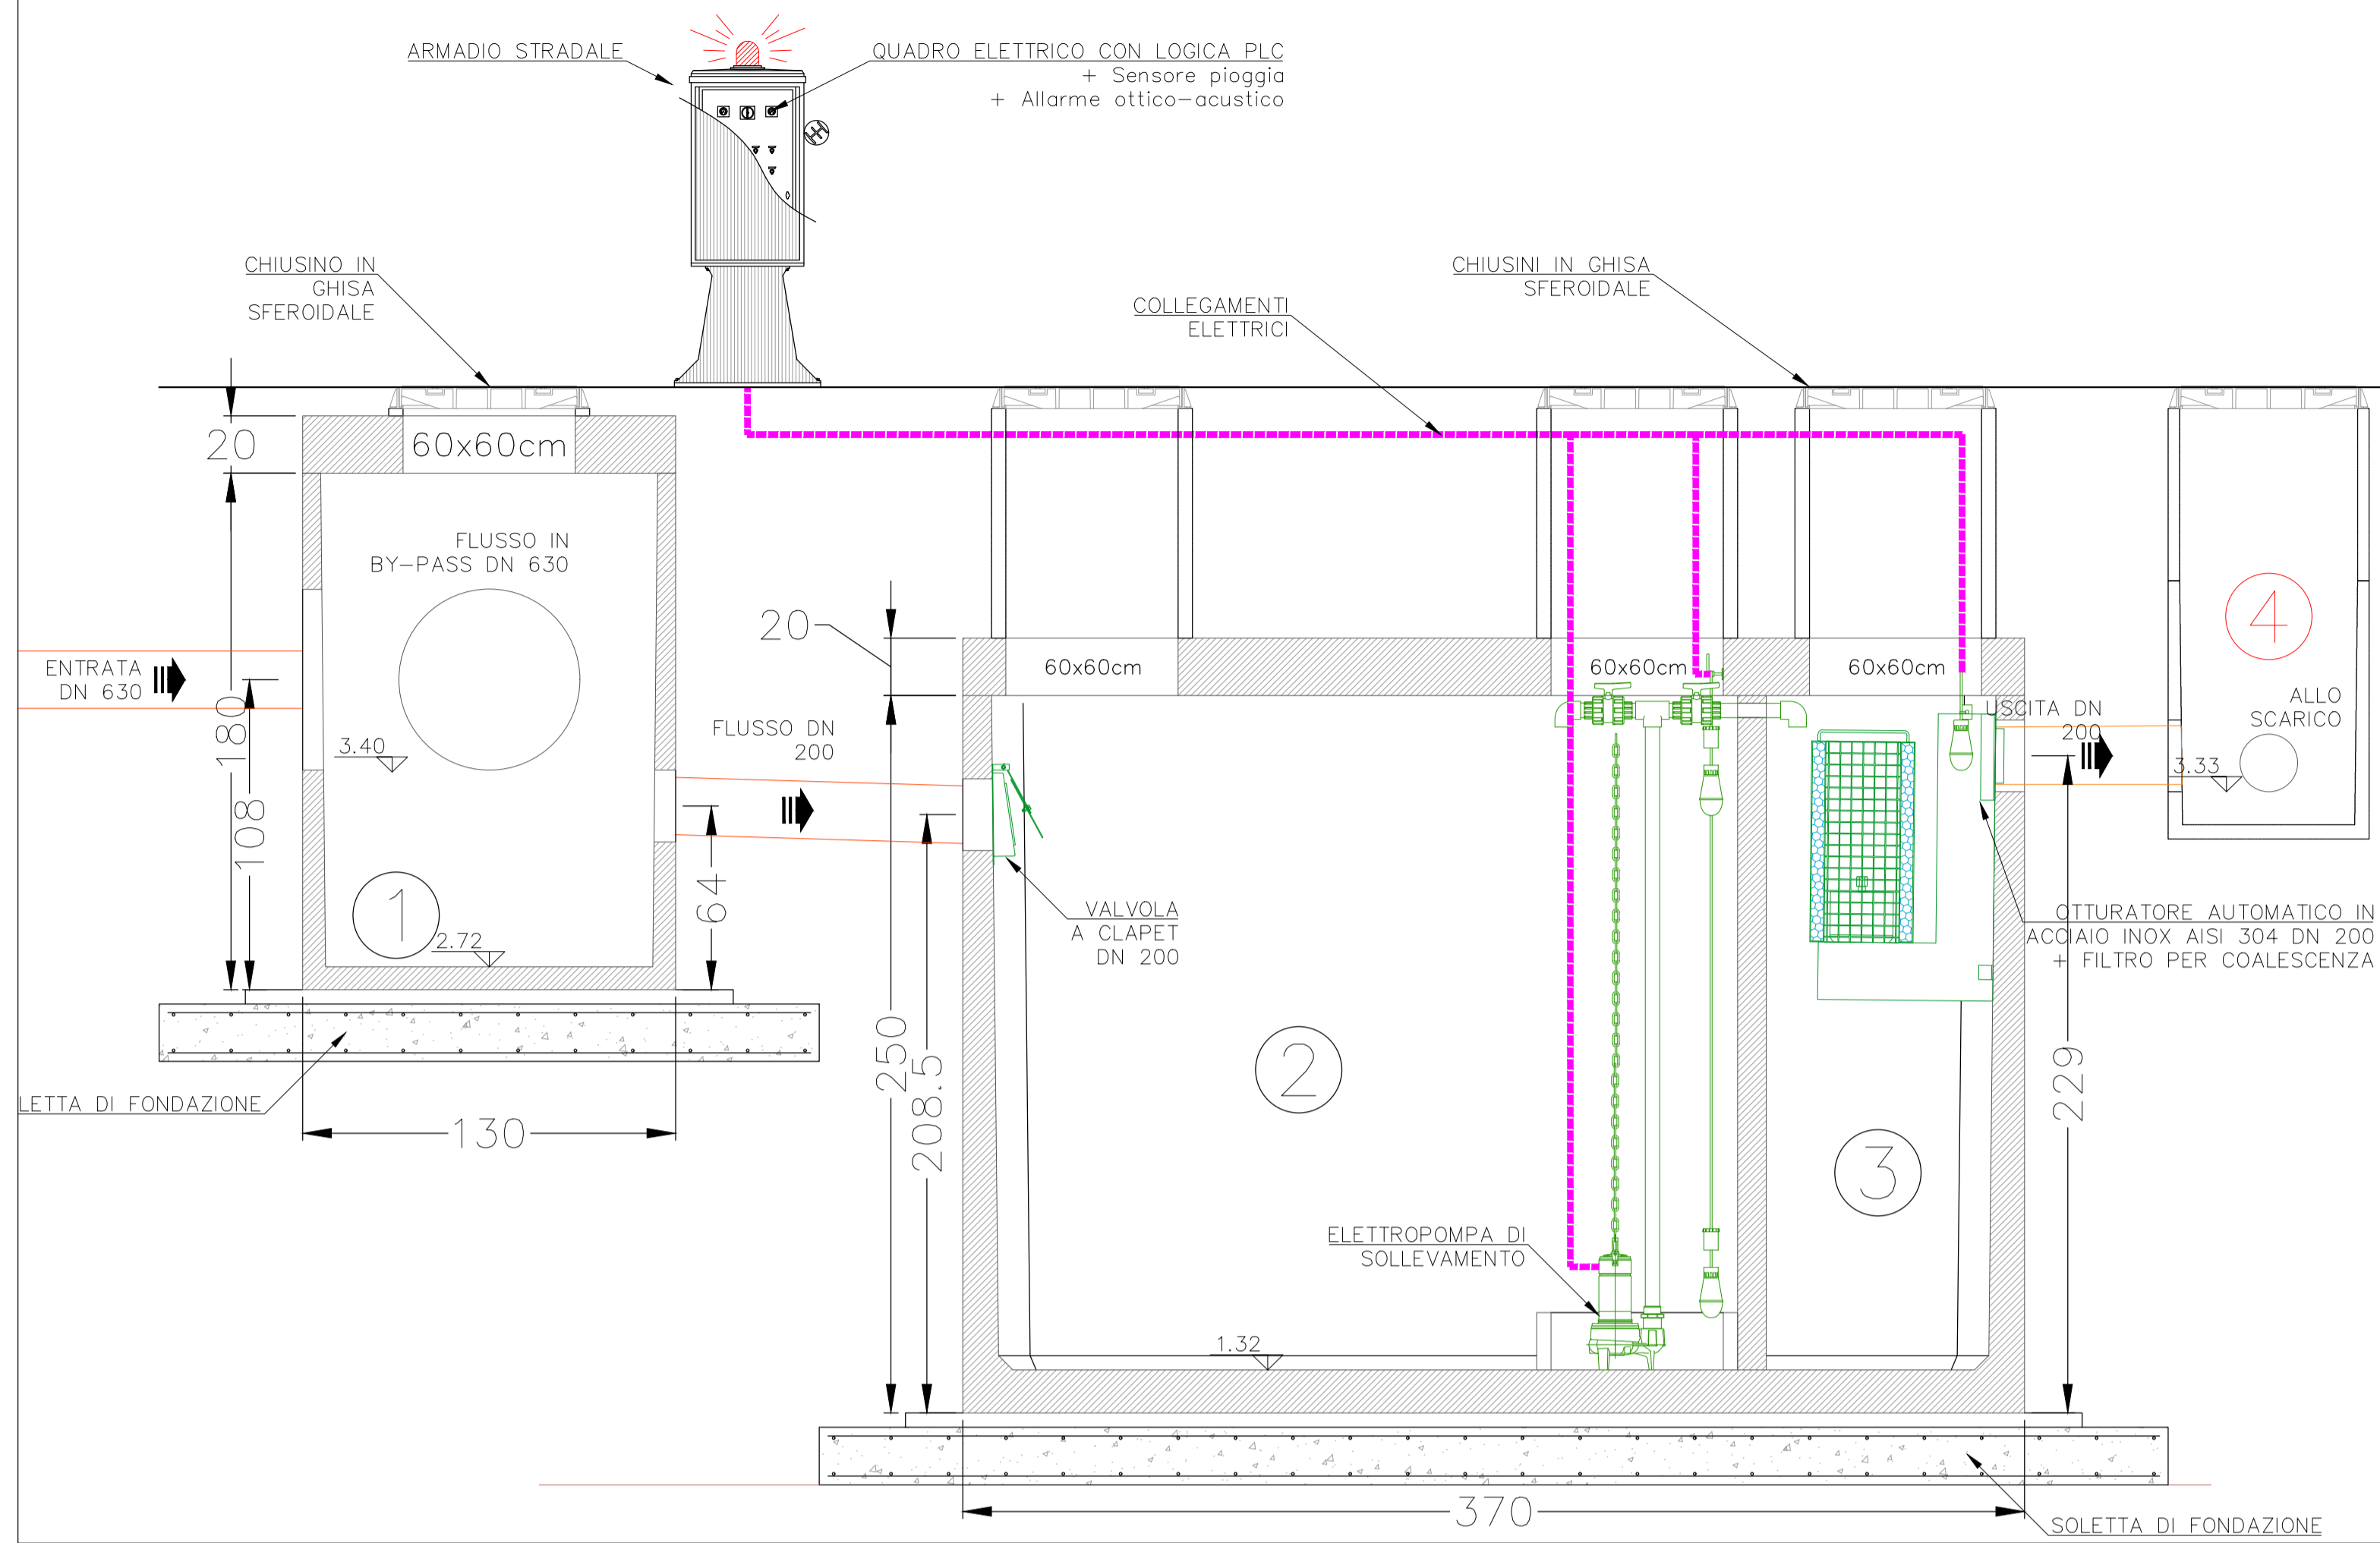 ARMADIO STRADALE
QUADRO ELETTRICO CON LOGICA PLC
+ Sensore pioggia
+ Allarme ottico-acustico
CHIUSINO IN
GHISA
SFEROIDALE
COLLEGAMENTI
ELETTRICI
CHIUSINI IN GHISA
SFEROIDALE
20
60x60cm
FLUSSO IN
BY-PASS DN 630
ENTRATA
DN 630
180
108
3.40
1
2.72
64
FLUSSO DN
200
20
60x60cm
60x60cm
60x60cm
4
ALLO
SCARICO
USCITA DN
200
3.33
VALVOLA
A CLAPET
DN 200
OTTURATORE AUTOMATICO IN
ACCIAIO INOX AISI 304 DN 200
+ FILTRO PER COALESCENZA
250
208.5
2
3
229
LETTA DI FONDAZIONE
130
ELETTROPOMPA DI
SOLLEVAMENTO
1.32
370
SOLETTA DI FONDAZIONE